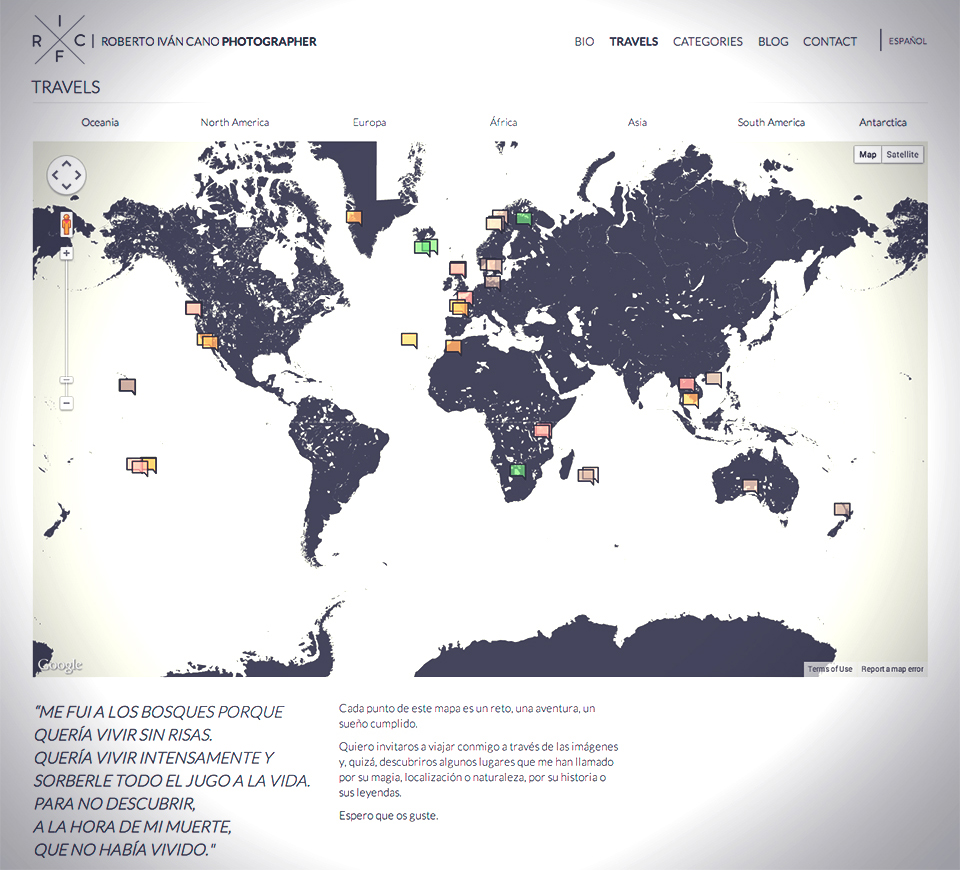 I
R C
F
ROBERTO IVÁN CANO PHOTOGRAPHER
BIO TRAVELS CATEGORIES BLOG CONTACT ESPAÑOL
TRAVELS
Oceania North America Europa África Asia South America Antarctica
Map Satellite
Google
Terms of Use Report a map error
"ME FUI A LOS BOSQUES PORQUE
QUERÍA VIVIR SIN RISAS.
QUERÍA VIVIR INTENSAMENTE Y
SORBERLE TODO EL JUGO A LA VIDA.
PARA NO DESCUBRIR,
A LA HORA DE MI MUERTE,
QUE NO HABÍA VIVIDO."
Cada punto de este mapa es un reto, una aventura, un
sueño cumplido.
Quiero invitaros a viajar conmigo a través de las imágenes
y, quizá, descubriros algunos lugares que me han llamado
por su magia, localización o naturaleza, por su historia o
sus leyendas.
Espero que os guste.